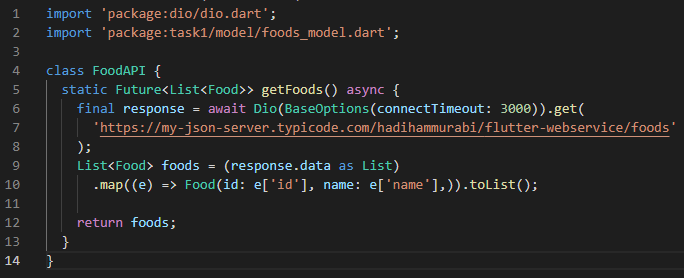 1 import 'package:dio/dio.dart';
2 import 'package:task1/model/foods_model.dart';
3
4 class FoodAPI {
5   static Future<List<Food>> getFoods() async {
6     final response = await Dio(BaseOptions(connectTimeout: 3000)).get(
7       'https://my-json-server.typicode.com/hadihammurabi/flutter-webservice/foods'
8     );
9     List<Food> foods = (response.data as List)
10       .map((e) => Food(id: e['id'], name: e['name'],)).toList();
11
12     return foods;
13   }
14 }